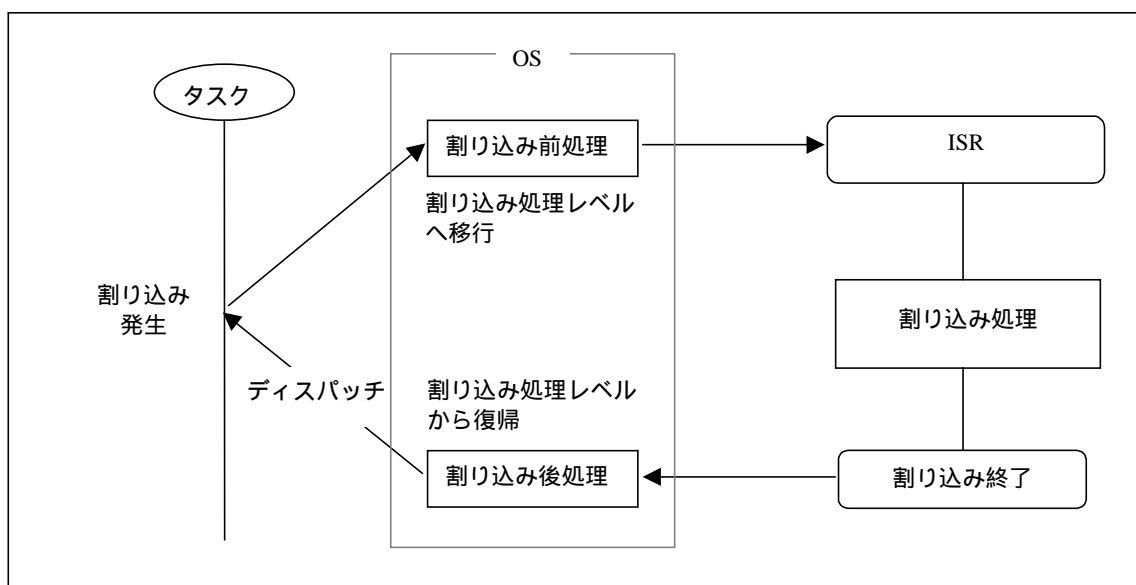 OS
タスク
割り込み前処理
ISR
割り込み処理レベル
へ移行
割り込み
発生
割り込み処理
ディスパッチ
割り込み処理レベル
から復帰
割り込み後処理
割り込み終了